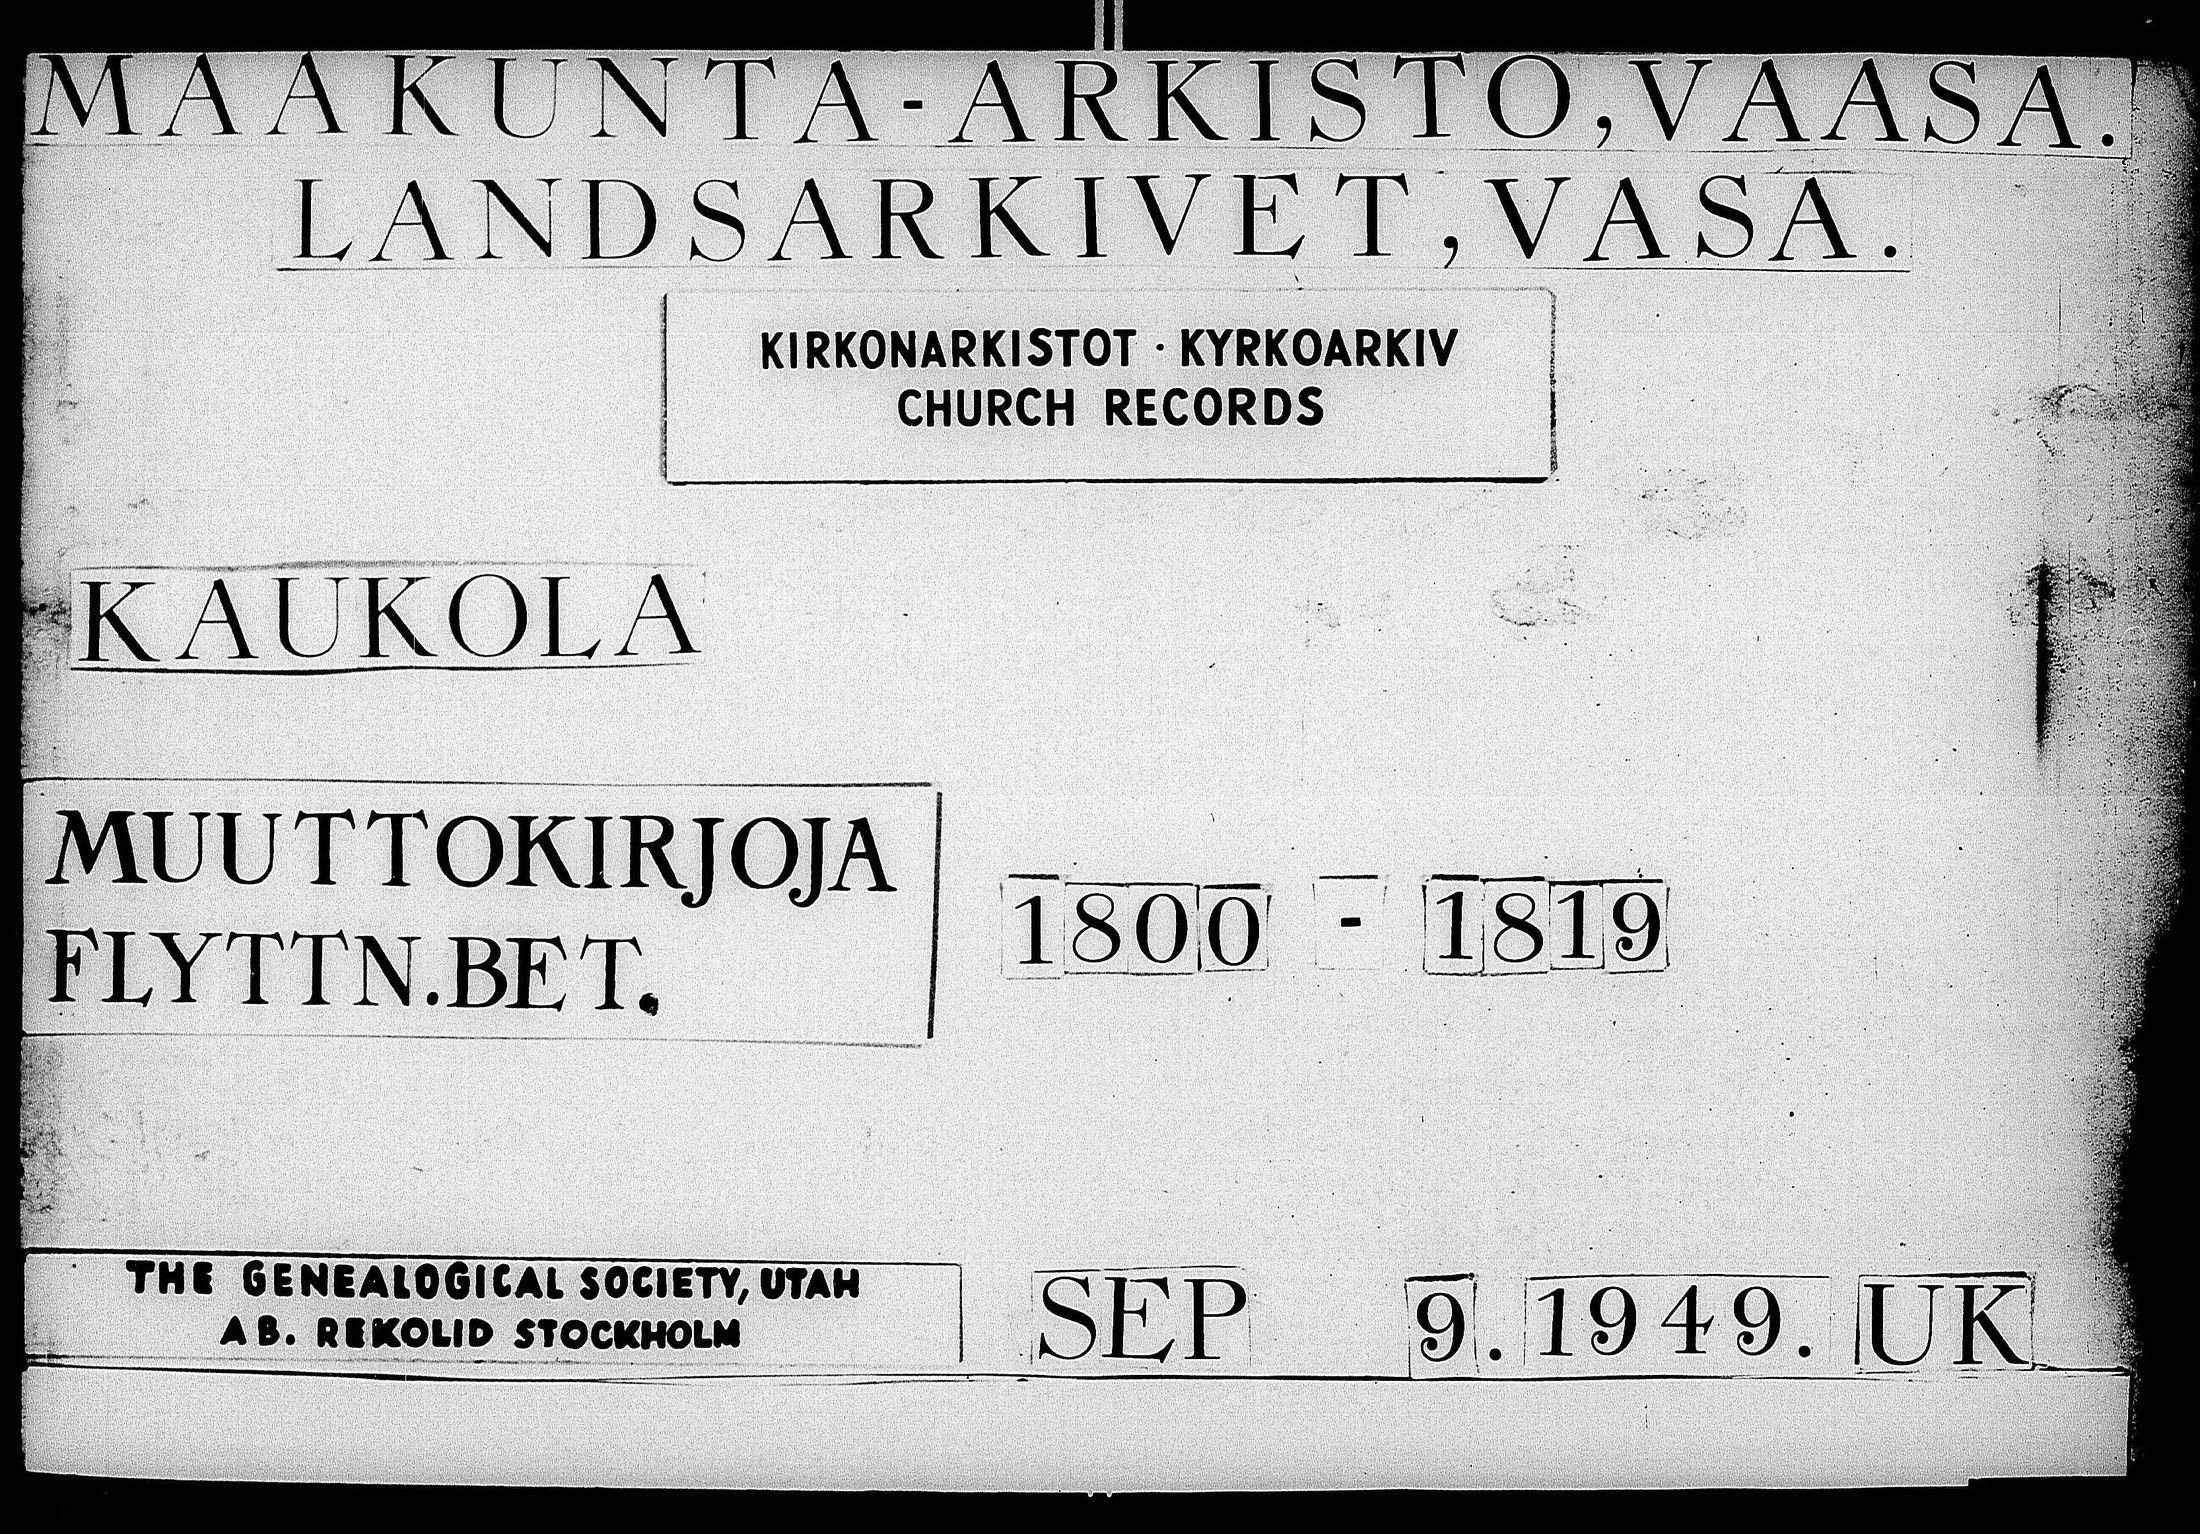 MAAKUNTA-ARKISTO, VAASA.
LANDSARKIVET, VASA.
KIRKONARKISTOT · KYRKOARKIV
CHURCH RECORDS
KAUKOLA
MUUTTOKIRJOJA
FLYTTN.BET.
1800 - 1819
THE GENEALOGICAL SOCIETY, UTAH
AB. REKOLID STOCKHOLM
SEP 9. 1949. UK